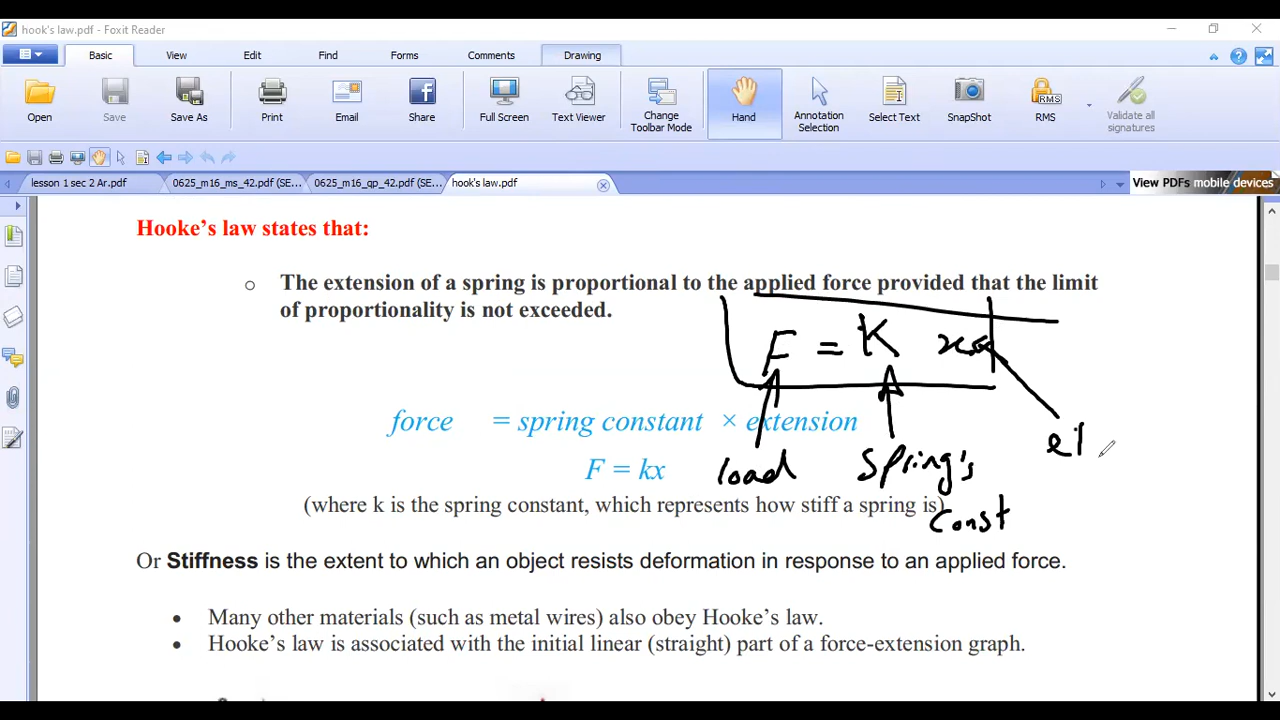 hook's law.pdf - Foxit Reader
Basic View Edit Find Forms Comments Drawing
Open Save Save As Print Email Share Full Screen Text Viewer Change Toolbar Mode Hand Annotation Selection Select Text SnapShot RMS Validate all signatures
lesson 1 sec 2 Ar.pdf 0625_m16_ms_42.pdf (SE... 0625_m16_qp_42.pdf (SE... hook's law.pdf View PDFs mobile devices
Hooke's law states that:
o The extension of a spring is proportional to the applied force provided that the limit
of proportionality is not exceeded.
F = K x
force = spring constant × extension
F = kx
load
spring's
const
(where k is the spring constant, which represents how stiff a spring is)
Or Stiffness is the extent to which an object resists deformation in response to an applied force.
• Many other materials (such as metal wires) also obey Hooke's law.
• Hooke's law is associated with the initial linear (straight) part of a force-extension graph.